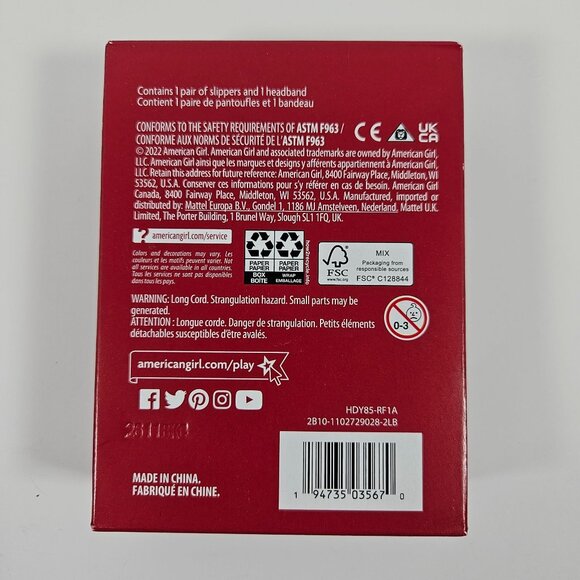 Contains 1 pair of slippers and 1 headband
Contient 1 paire de pantoufles et 1 bandeau
CONFORMS TO THE SAFETY REQUIREMENTS OF ASTM F963 /
CONFORME AUX NORMS DE SÉCURITÉ DE L'ASTM F963
CE
UK
CA
© 2022 American Girl. American Girl and associated trademarks are owned by American Girl,
LLC. American Girl ainsi que les marques et designs y afférents appartiennent à American Girl,
LLC. Retain this address for future reference: American Girl, 8400 Fairway Place, Middleton, WI
53562, U.S.A. Conserver ces informations pour s'y référer en cas de besoin. American Girl
Canada, 8400 Fairway Place, Middleton, WI 53562, U.S.A. Manufactured, imported or
distributed by: Mattel Europa B.V., Gondel 1, 1186 MJ Amstelveen, Nederland. Mattel U.K.
Limited, The Porter Building, 1 Brunel Way, Slough SL1 1FQ, UK.
? americangirl.com/service
Colors and decorations may vary. Les
couleurs et les motifs peuvent varier. Not
all services are available in all countries.
Tous les services ne sont pas disponibles
dans tous les pays.
PAPER
PAPIER
BOX
BOITE
PAPER
PAPIER
WRAP
EMBALLAGE
how2recycle.info
FSC
www.fsc.org
MIX
Packaging from
responsible sources
FSC® C128844
WARNING: Long Cord. Strangulation hazard. Small parts may be
generated.
ATTENTION : Longue corde. Danger de strangulation. Petits éléments
détachables susceptibles d'être avalés.
0-3
americangirl.com/play
HDY85-RF1A
2B10-1102729028-2LB
1 94735 03567 0
MADE IN CHINA.
FABRIQUÉ EN CHINE.